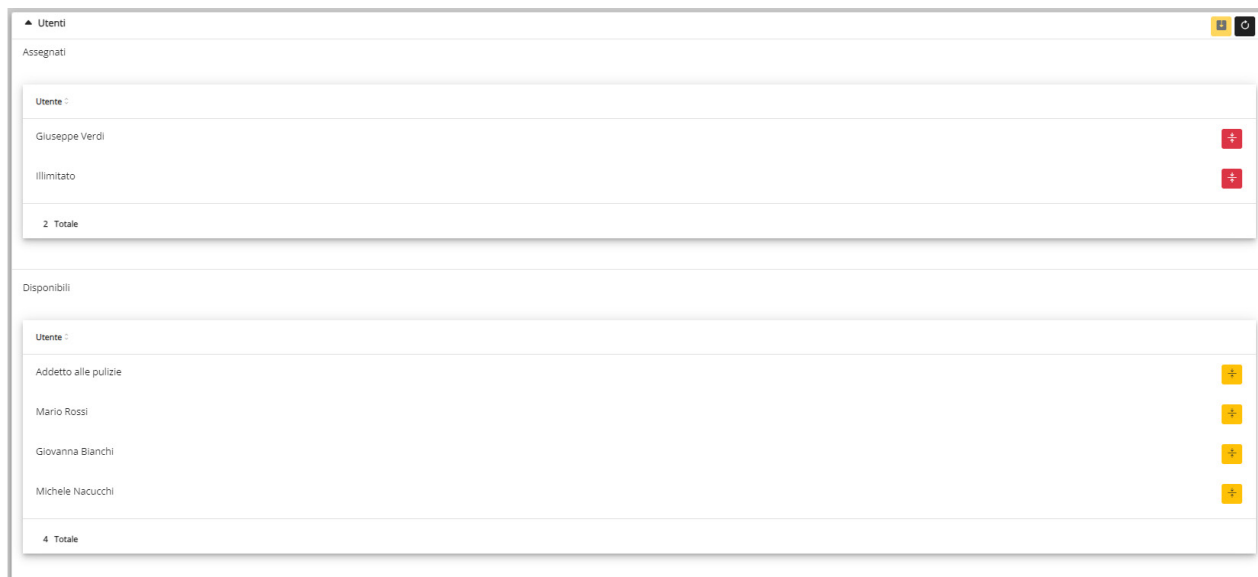 Utenti
Assegnati
Utente
Giuseppe Verdi
Illimitato
2 Totale
Disponibili
Utente
Addetto alle pulizie
Mario Rossi
Giovanna Bianchi
Michele Nacucchi
4 Totale